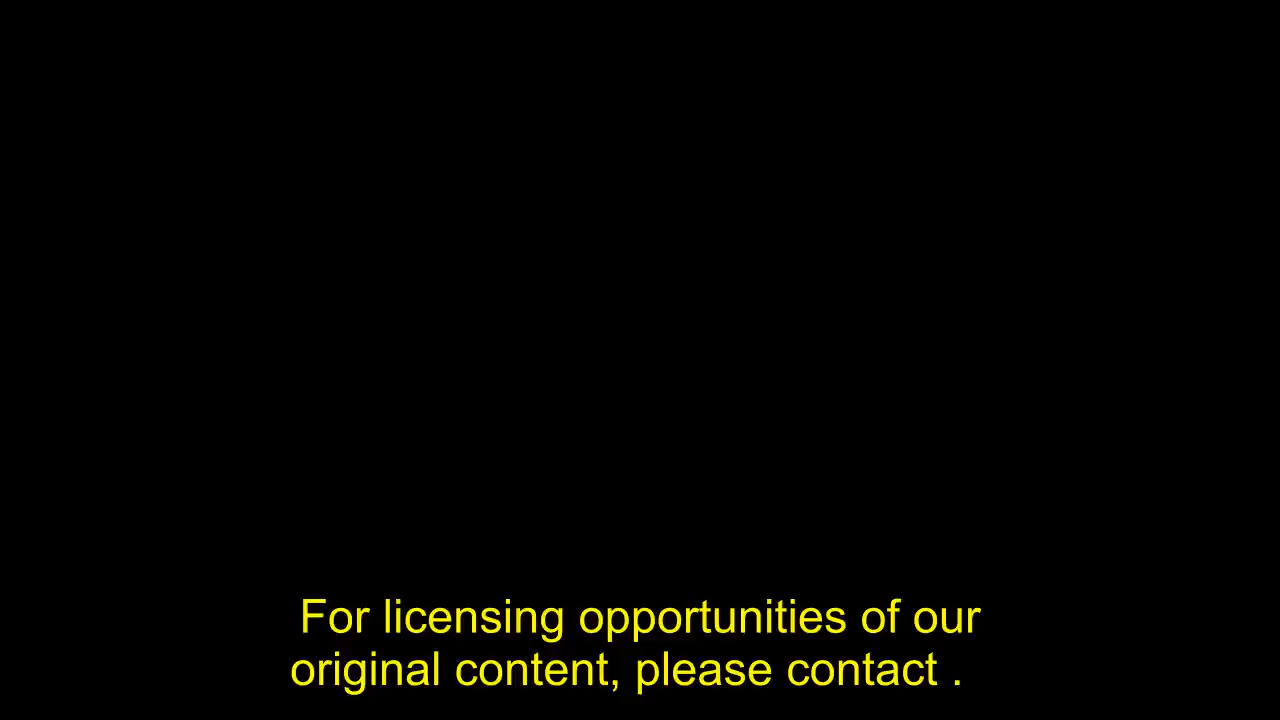 For licensing opportunities of our
original content, please contact .